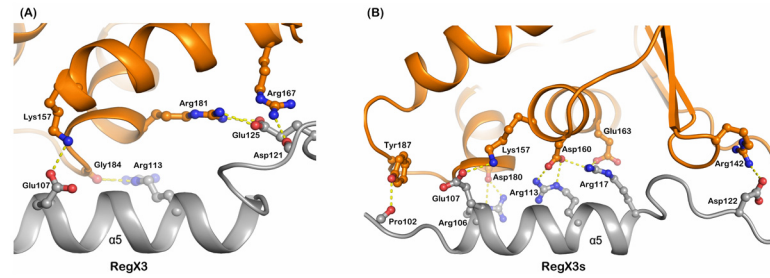 (A)
Arg167
Lys157
Arg181
Glu125
Asp121
Gly184
Arg113
Glu107
α5
RegX3
(B)
Glu163
Tyr187
Lys157
Asp160
Arg142
Asp180
Glu107
Arg113
Arg117
Pro102
Arg106
Asp122
α5
RegX3s